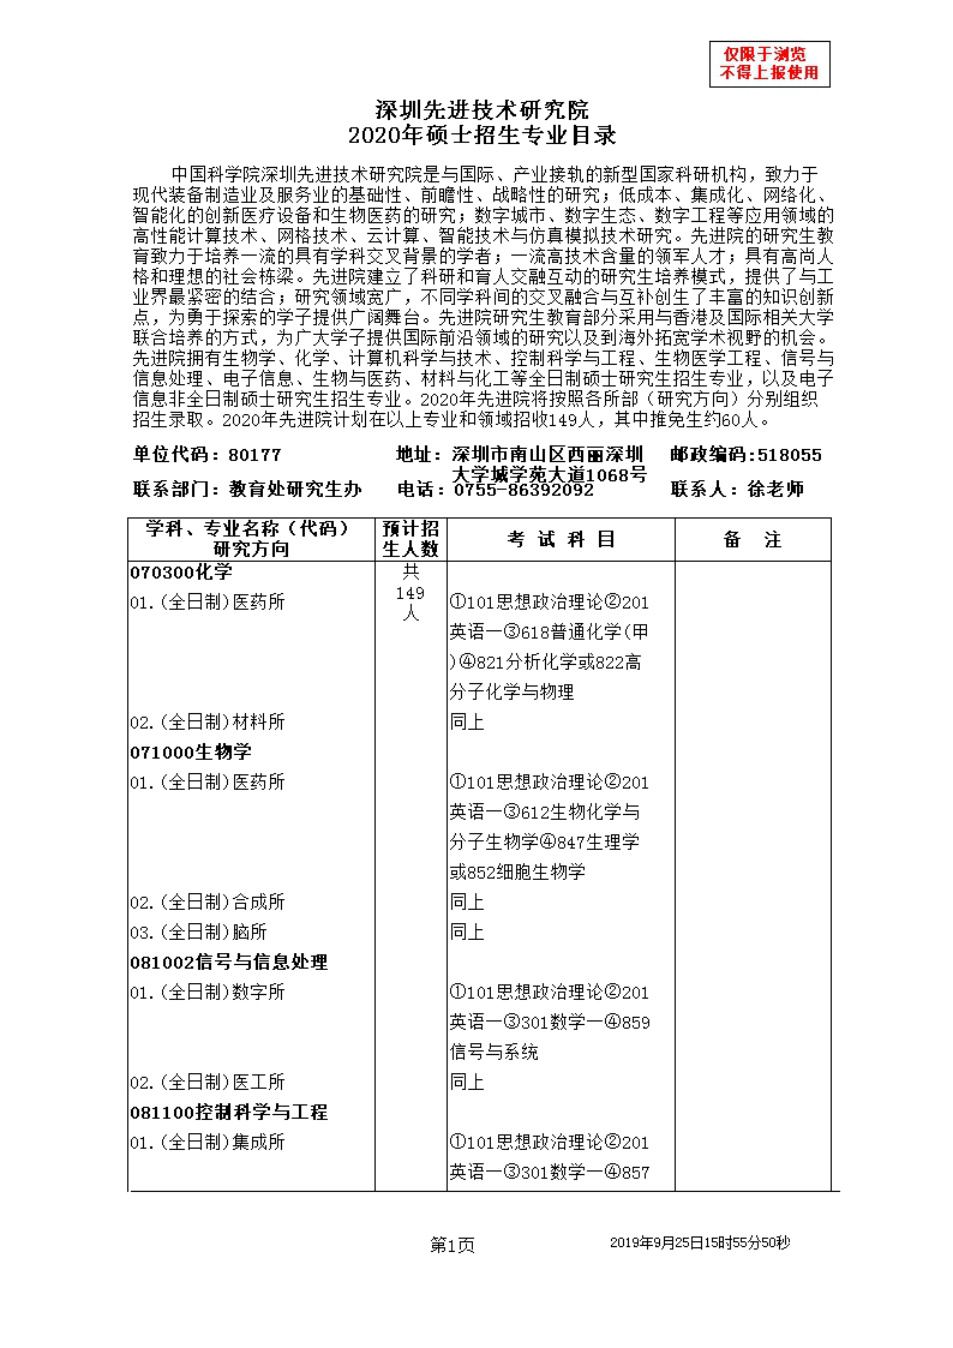 仅限于浏览
不得上报使用
深圳先进技术研究院
2020年硕士招生专业目录
中国科学院深圳先进技术研究院是与国际、产业接轨的新型国家科研机构，致力于
现代装备制造业及服务业的基础性、前瞻性、战略性的研究；低成本、集成化、网络化、
智能化的创新医疗设备和生物医药的研究；数字城市、数字生态、数字工程等应用领域的
高性能计算技术、网格技术、云计算、智能技术与仿真模拟技术研究。先进院的研究生教
育致力于培养一流的具有学科交叉背景的学者；一流高技术含量的领军人才；具有高尚人
格和理想的社会栋梁。先进院建立了科研和育人交融互动的研究生培养模式，提供了与工
业界最紧密的结合；研究领域宽广，不同学科间的交叉融合与互补创生了丰富的知识创新
点，为勇于探索的学子提供广阔舞台。先进院研究生教育部分采用与香港及国际相关大学
联合培养的方式，为广大学子提供国际前沿领域的研究以及到海外拓宽学术视野的机会。
先进院拥有生物学、化学、计算机科学与技术、控制科学与工程、生物医学工程、信号与
信息处理、电子信息、生物与医药、材料与化工等全日制硕士研究生招生专业，以及电子
信息非全日制硕士研究生招生专业。2020年先进院将按照各所部（研究方向）分别组织
招生录取。2020年先进院计划在以上专业和领域招收149人，其中推免生约60人。
单位代码：80177 地址：深圳市南山区西丽深圳 邮政编码:518055
大学城学苑大道1068号
联系部门：教育处研究生办 电话：0755-86392092 联系人：徐老师
学科、专业名称（代码） 预计招 考 试 科 目 备 注
研究方向 生人数
070300化学 共
149
01.(全日制)医药所 ①101思想政治理论②201
人
英语一③618普通化学(甲
)④821分析化学或822高
分子化学与物理
02.(全日制)材料所 同上
071000生物学
01.(全日制)医药所 ①101思想政治理论②201
英语一③612生物化学与
分子生物学④847生理学
或852细胞生物学
02.(全日制)合成所 同上
03.(全日制)脑所 同上
081002信号与信息处理
01.(全日制)数字所 ①101思想政治理论②201
英语一③301数学一④859
信号与系统
02.(全日制)医工所 同上
081100控制科学与工程
01.(全日制)集成所 ①101思想政治理论②201
英语一③301数学一④857
第1页 2019年9月25日15时55分50秒